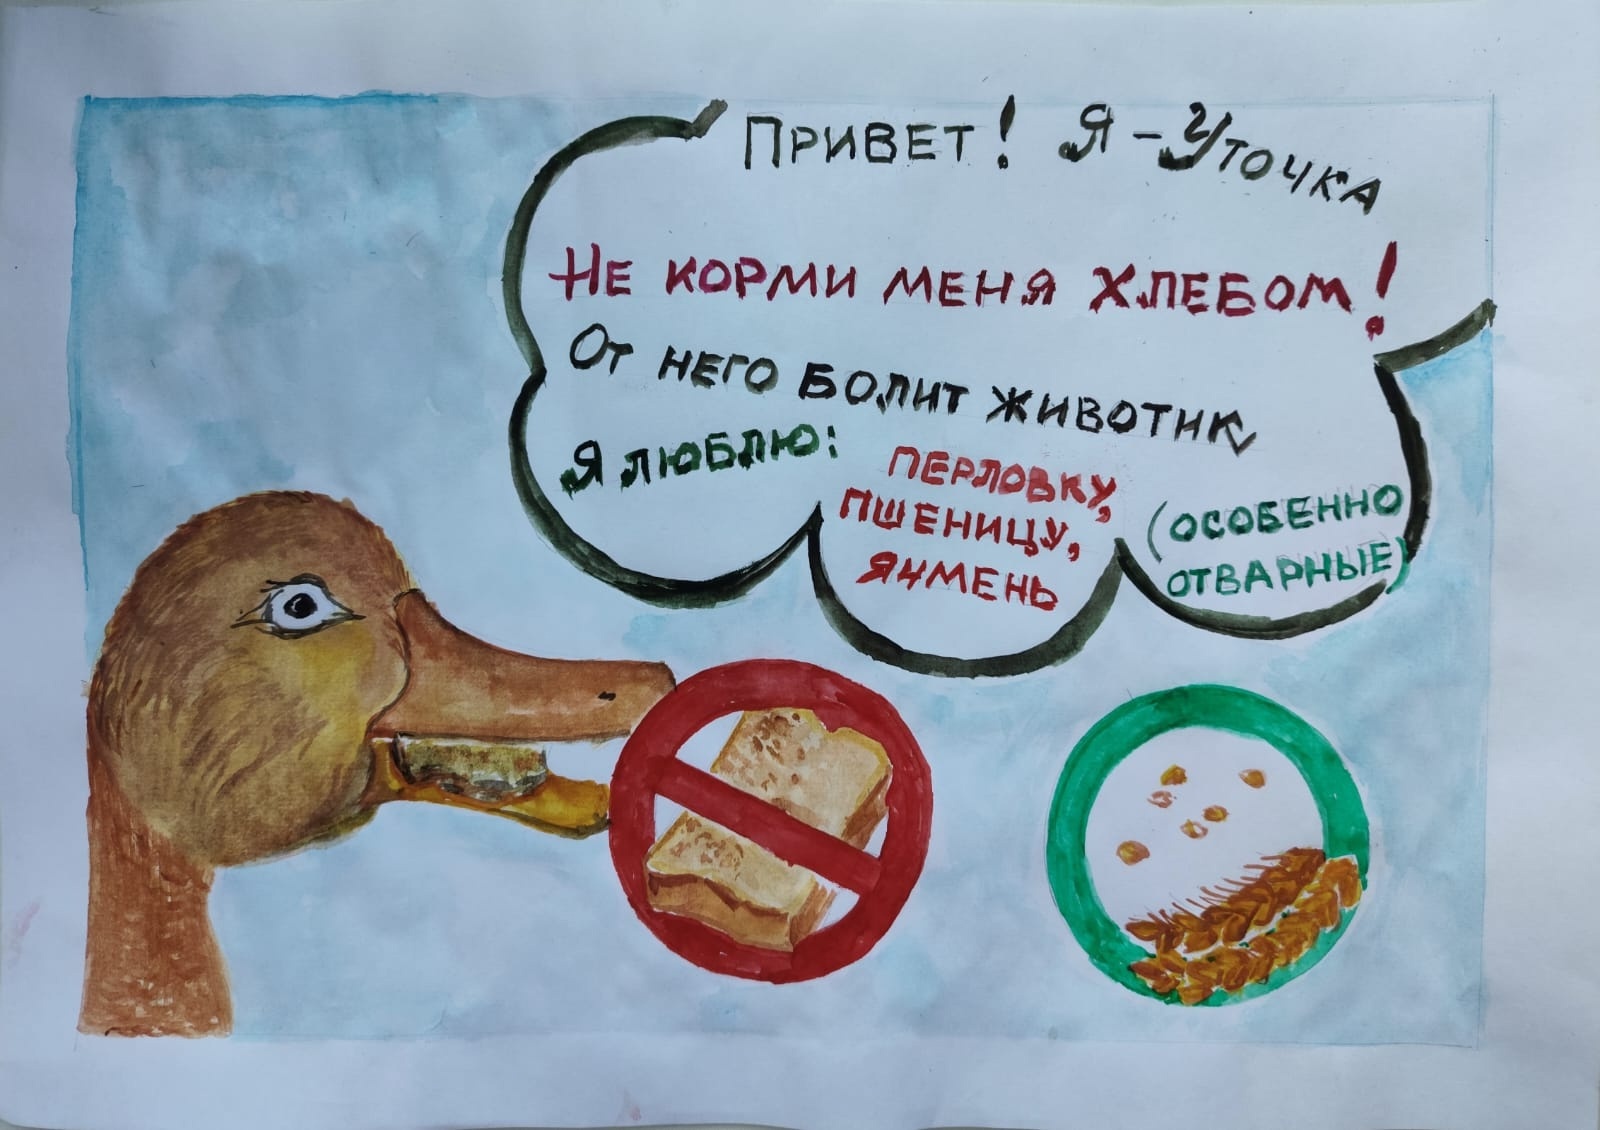 Привет! Я - Уточка
Не корми меня хлебом!
От него болит животик
Я люблю:
перловку,
пшеницу,
ячмень
(особенно
отварные)